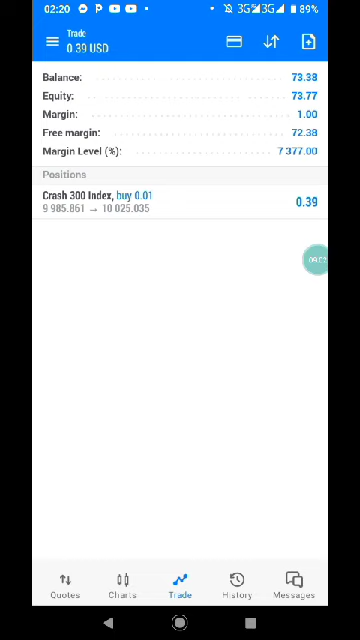 02:20 3G 3G 89%
Trade
0.39 USD
Balance: 73.38
Equity: 73.77
Margin: 1.00
Free margin: 72.38
Margin Level (%): 7 377.00
Positions
Crash 300 Index, buy 0.01
9 985.861 → 10 025.035 0.39
Quotes Charts Trade History Messages